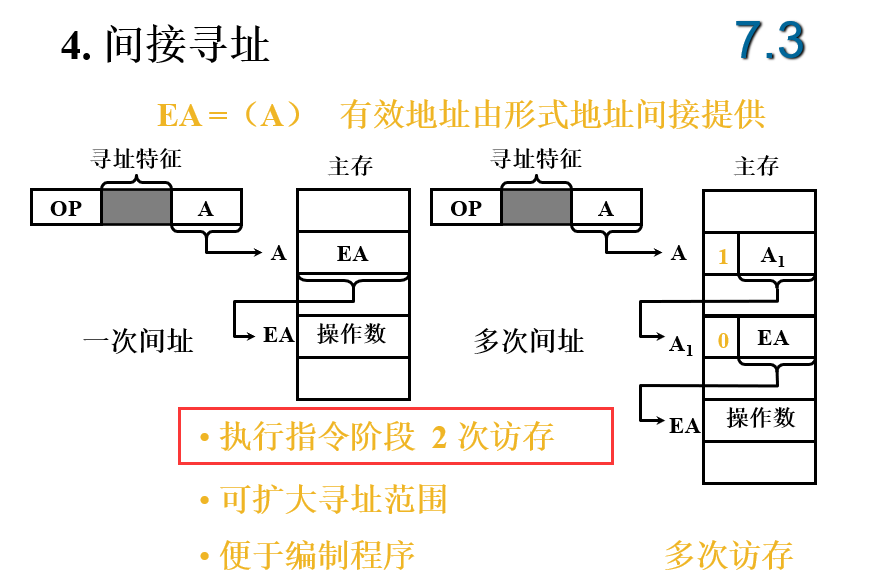 4. 间接寻址
7.3
EA =（A） 有效地址由形式地址间接提供
寻址特征
主存
OP
A
A
EA
EA
操作数
一次间址
寻址特征
主存
OP
A
A
1
A1
A1
0
EA
EA
操作数
多次间址
• 执行指令阶段 2 次访存
• 可扩大寻址范围
• 便于编制程序
多次访存